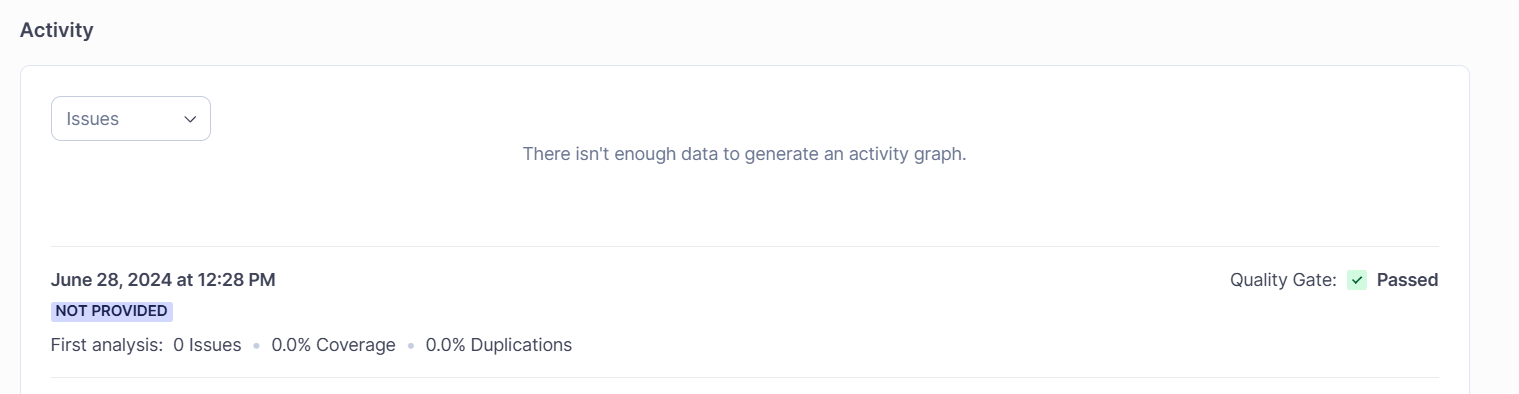 Activity
Issues
There isn't enough data to generate an activity graph.
June 28, 2024 at 12:28 PM
Quality Gate: Passed
NOT PROVIDED
First analysis: 0 Issues • 0.0% Coverage • 0.0% Duplications